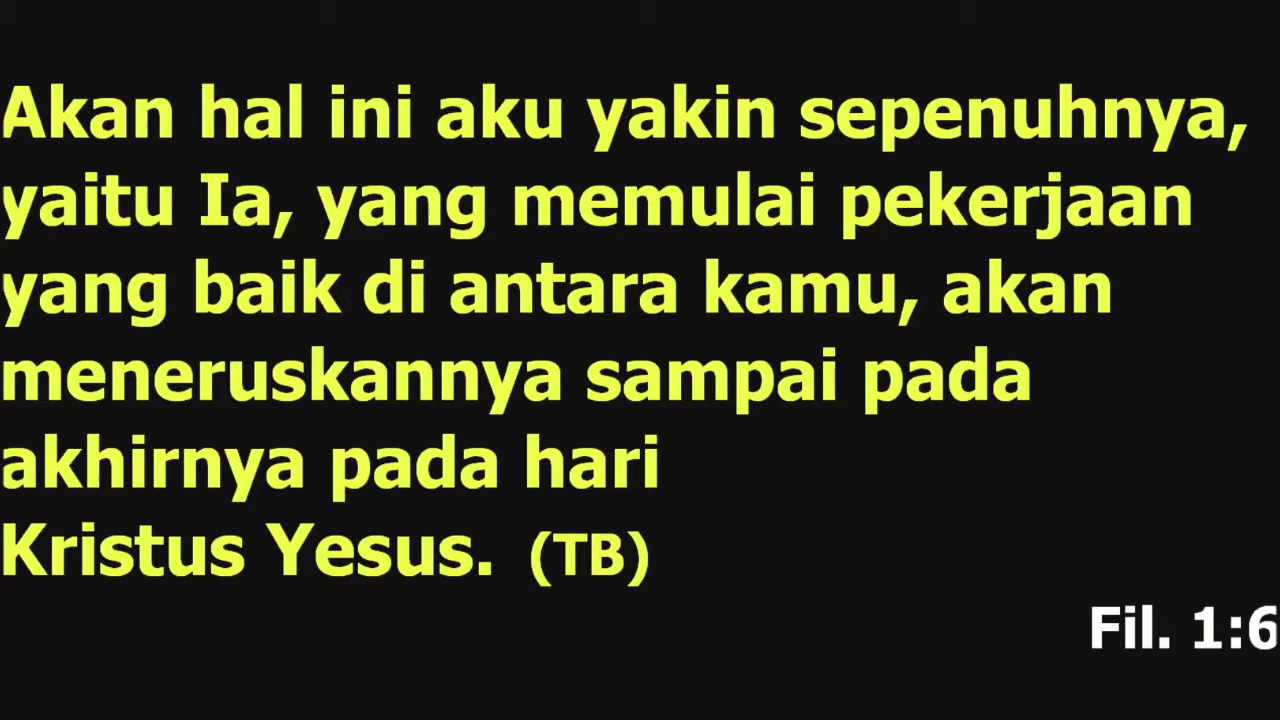 Akan hal ini aku yakin sepenuhnya,
yaitu Ia, yang memulai pekerjaan
yang baik di antara kamu, akan
meneruskannya sampai pada
akhirnya pada hari
Kristus Yesus. (TB)
Fil. 1:6